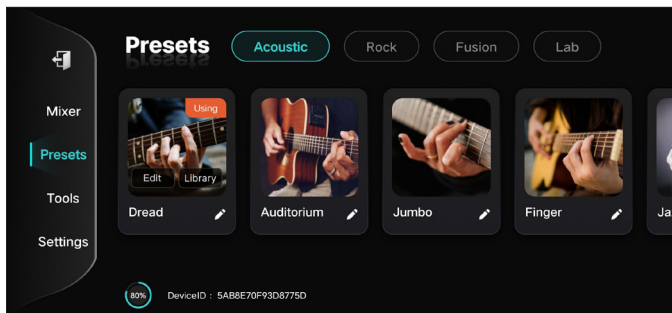 Presets
Acoustic
Rock
Fusion
Lab
Mixer
Presets
Tools
Settings
Using
Edit
Library
Dread
Auditorium
Jumbo
Finger
Ja
80%
DeviceID : 5AB8E70F93D8775D